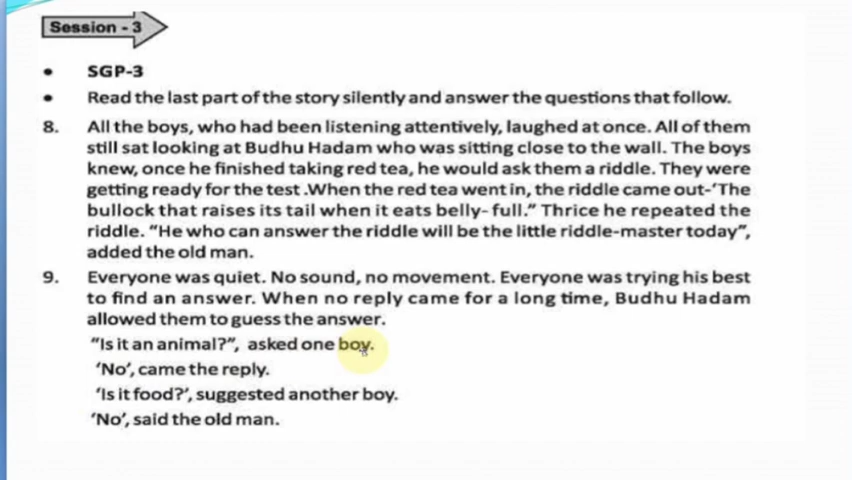 Session - 3
• SGP-3
• Read the last part of the story silently and answer the questions that follow.
8. All the boys, who had been listening attentively, laughed at once. All of them
still sat looking at Budhu Hadam who was sitting close to the wall. The boys
knew, once he finished taking red tea, he would ask them a riddle. They were
getting ready for the test .When the red tea went in, the riddle came out-‘The
bullock that raises its tail when it eats belly- full.” Thrice he repeated the
riddle. “He who can answer the riddle will be the little riddle-master today”,
added the old man.
9. Everyone was quiet. No sound, no movement. Everyone was trying his best
to find an answer. When no reply came for a long time, Budhu Hadam
allowed them to guess the answer.
“Is it an animal?”, asked one boy.
‘No’, came the reply.
‘Is it food?’, suggested another boy.
‘No’, said the old man.